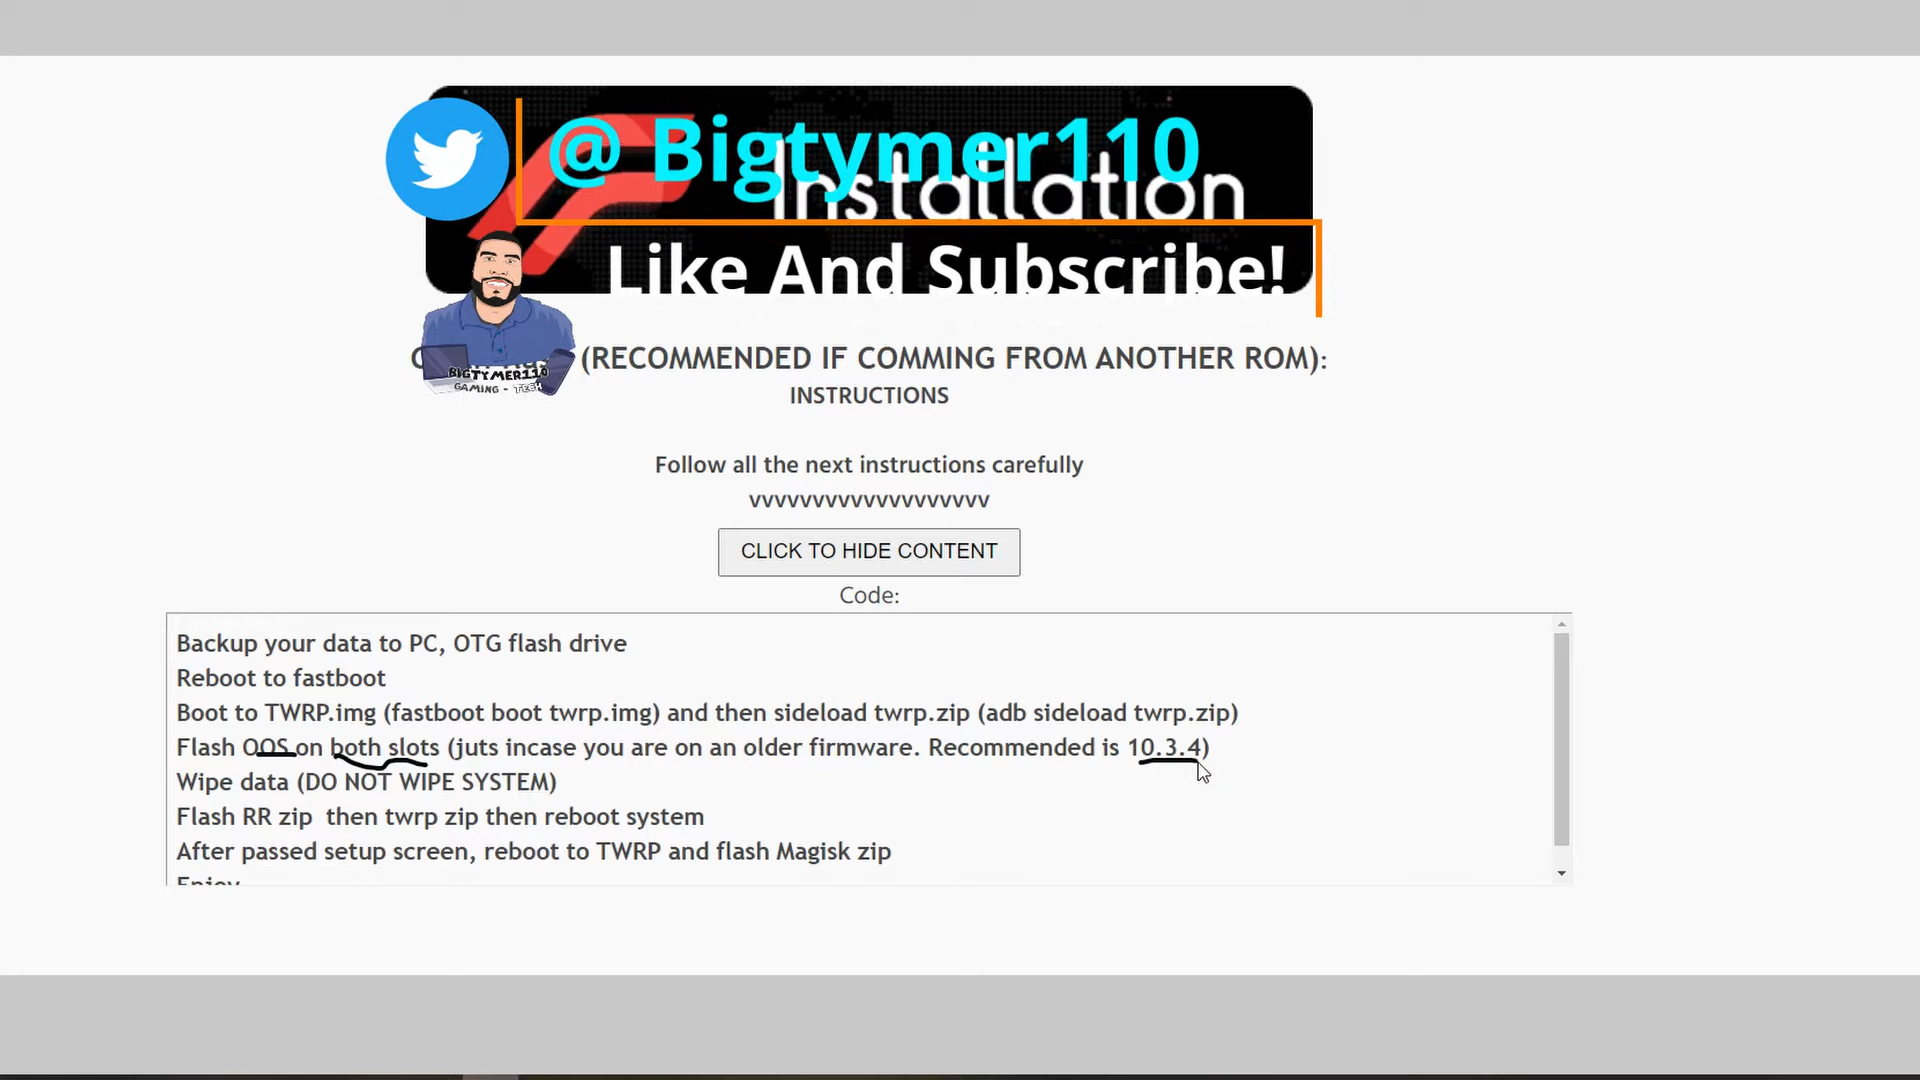 @ Bigtymer110
Installation
Like And Subscribe!
(RECOMMENDED IF COMMING FROM ANOTHER ROM):
BIGTYMER110
GAMING - TECH
INSTRUCTIONS
Follow all the next instructions carefully
vvvvvvvvvvvvvvvvvvv
CLICK TO HIDE CONTENT
Code:
Backup your data to PC, OTG flash drive
Reboot to fastboot
Boot to TWRP.img (fastboot boot twrp.img) and then sideload twrp.zip (adb sideload twrp.zip)
Flash OOS on both slots (juts incase you are on an older firmware. Recommended is 10.3.4)
Wipe data (DO NOT WIPE SYSTEM)
Flash RR zip  then twrp zip then reboot system
After passed setup screen, reboot to TWRP and flash Magisk zip
Enjoy